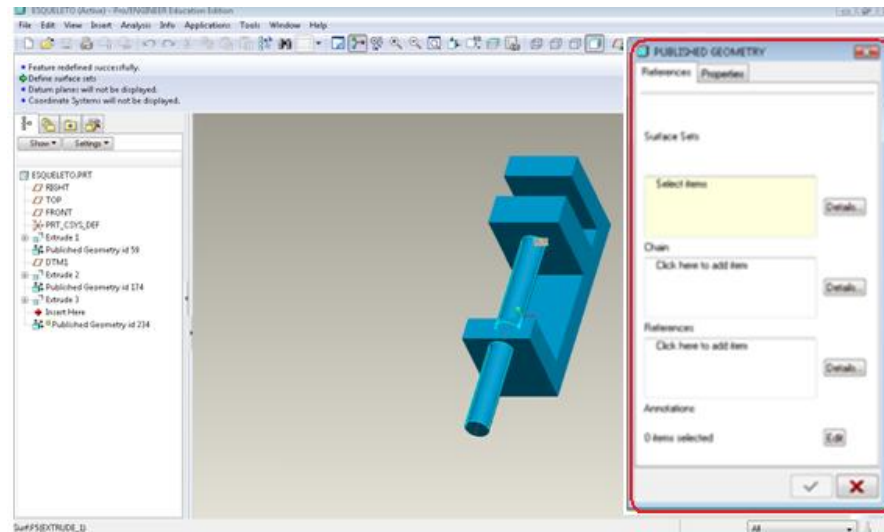 ESQUELETO (Active) - Pro/ENGINEER Education Edition
File Edit View Insert Analysis Info Applications Tools Window Help
• Feature redefined successfully.
Define surface sets
• Datum planes will not be displayed.
• Coordinate Systems will not be displayed.
Show Settings
ESQUELETO.PRT
RIGHT
TOP
FRONT
PRT_CSYS_DEF
Extrude 1
Published Geometry id 59
DTM1
Extrude 2
Published Geometry id 174
Extrude 3
Insert Here
Published Geometry id 234
PUBLISHED GEOMETRY
References Properties
Surface Sets
Select items
Details...
Chain
Click here to add item
Details...
References
Click here to add item
Details...
Annotations
0 items selected Edit
Surf:F5(EXTRUDE_1)
All